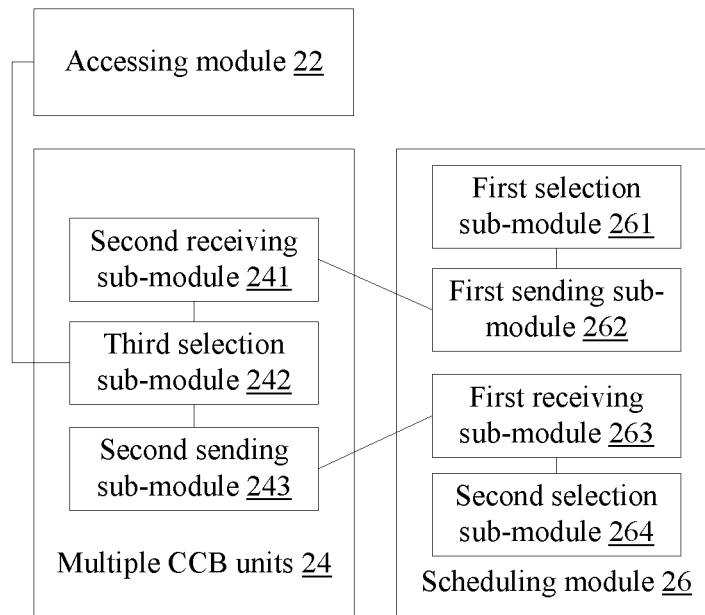 Accessing module 22
Second receiving
sub-module 241
Third selection
sub-module 242
Second sending
sub-module 243
Multiple CCB units 24
First selection
sub-module 261
First sending sub-
module 262
First receiving
sub-module 263
Second selection
sub-module 264
Scheduling module 26